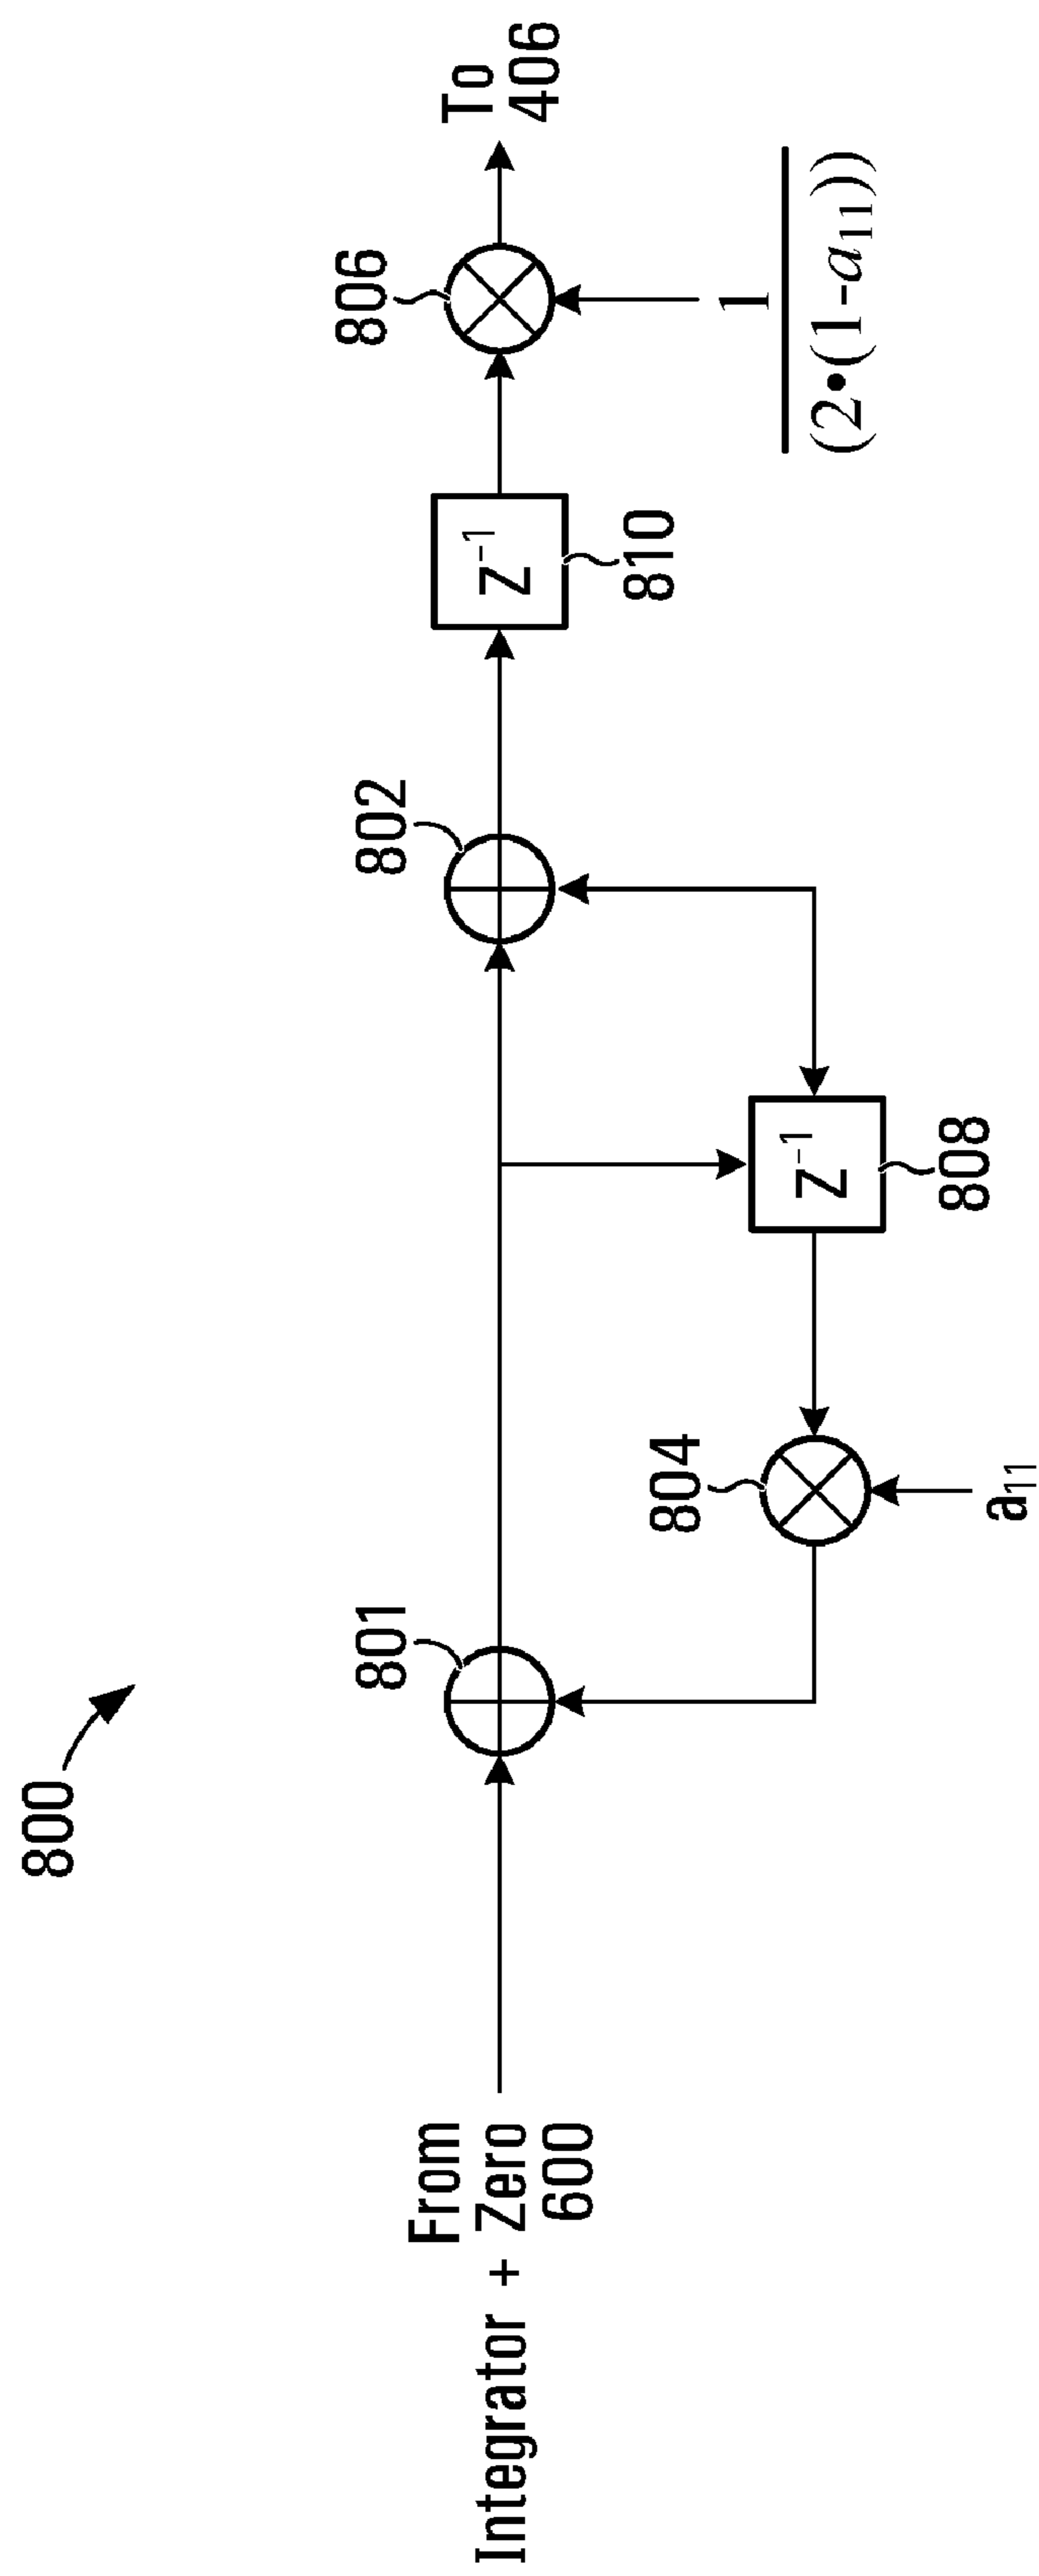 800
From
Integrator + Zero
600
801
804
a11
Z-1
808
802
Z-1
810
806
1
(2•(1-a11))
To
406